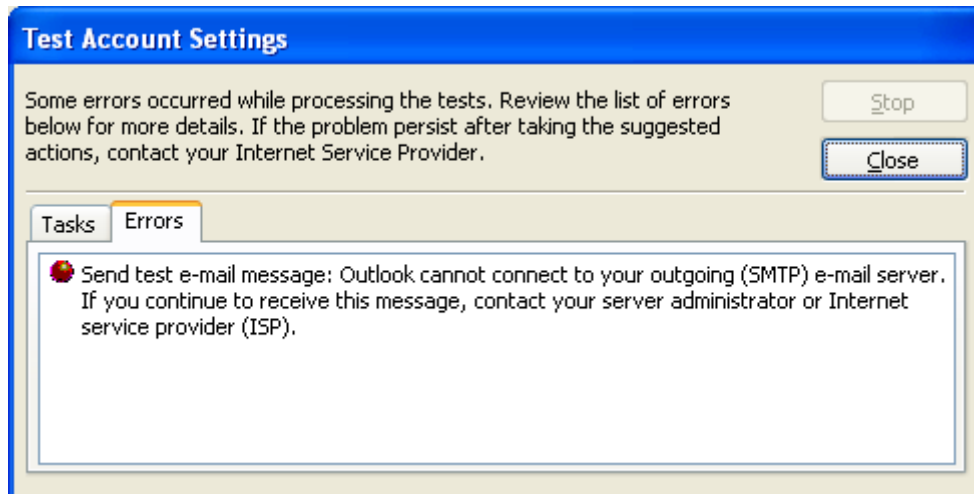 Test Account Settings
Some errors occurred while processing the tests. Review the list of errors
below for more details. If the problem persist after taking the suggested
actions, contact your Internet Service Provider.
Stop
Close
Tasks
Errors
Send test e-mail message: Outlook cannot connect to your outgoing (SMTP) e-mail server.
If you continue to receive this message, contact your server administrator or Internet
service provider (ISP).